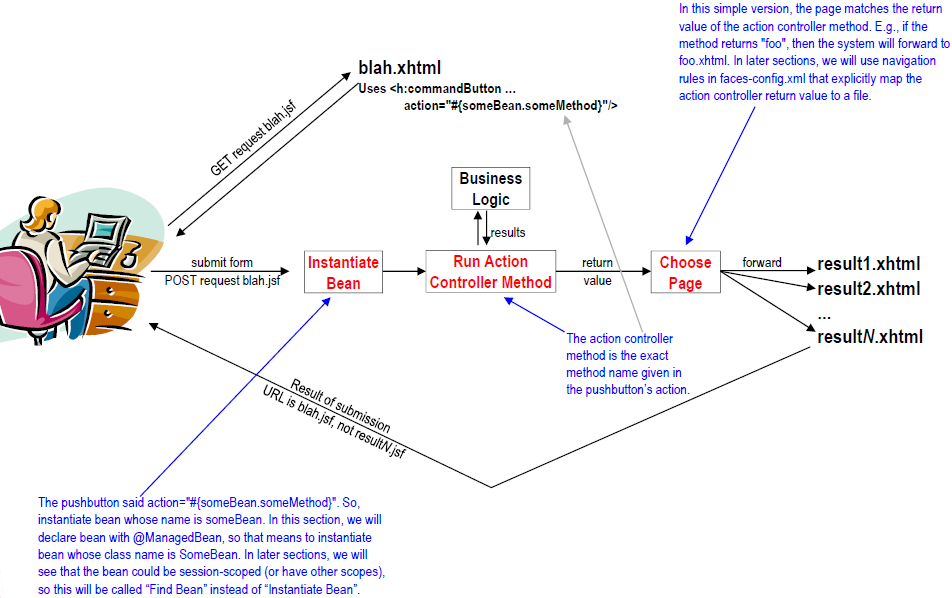 In this simple version, the page matches the return
value of the action controller method. E.g., if the
method returns "foo", then the system will forward to
foo.xhtml. In later sections, we will use navigation
rules in faces-config.xml that explicitly map the
action controller return value to a file.
blah.xhtml
Uses <h:commandButton …
action="#{someBean.someMethod}"/>
GET request blah.jsf
Business
Logic
results
submit form
POST request blah.jsf
Instantiate
Bean
Run Action
Controller Method
return
value
Choose
Page
forward
result1.xhtml
result2.xhtml
...
resultN.xhtml
The action controller
method is the exact
method name given in
the pushbutton's action.
Result of submission
URL is blah.jsf, not resultN.jsf
The pushbutton said action="#{someBean.someMethod}". So,
instantiate bean whose name is someBean. In this section, we will
declare bean with @ManagedBean, so that means to instantiate
bean whose class name is SomeBean. In later sections, we will
see that the bean could be session-scoped (or have other scopes),
so this will be called “Find Bean” instead of “Instantiate Bean”.